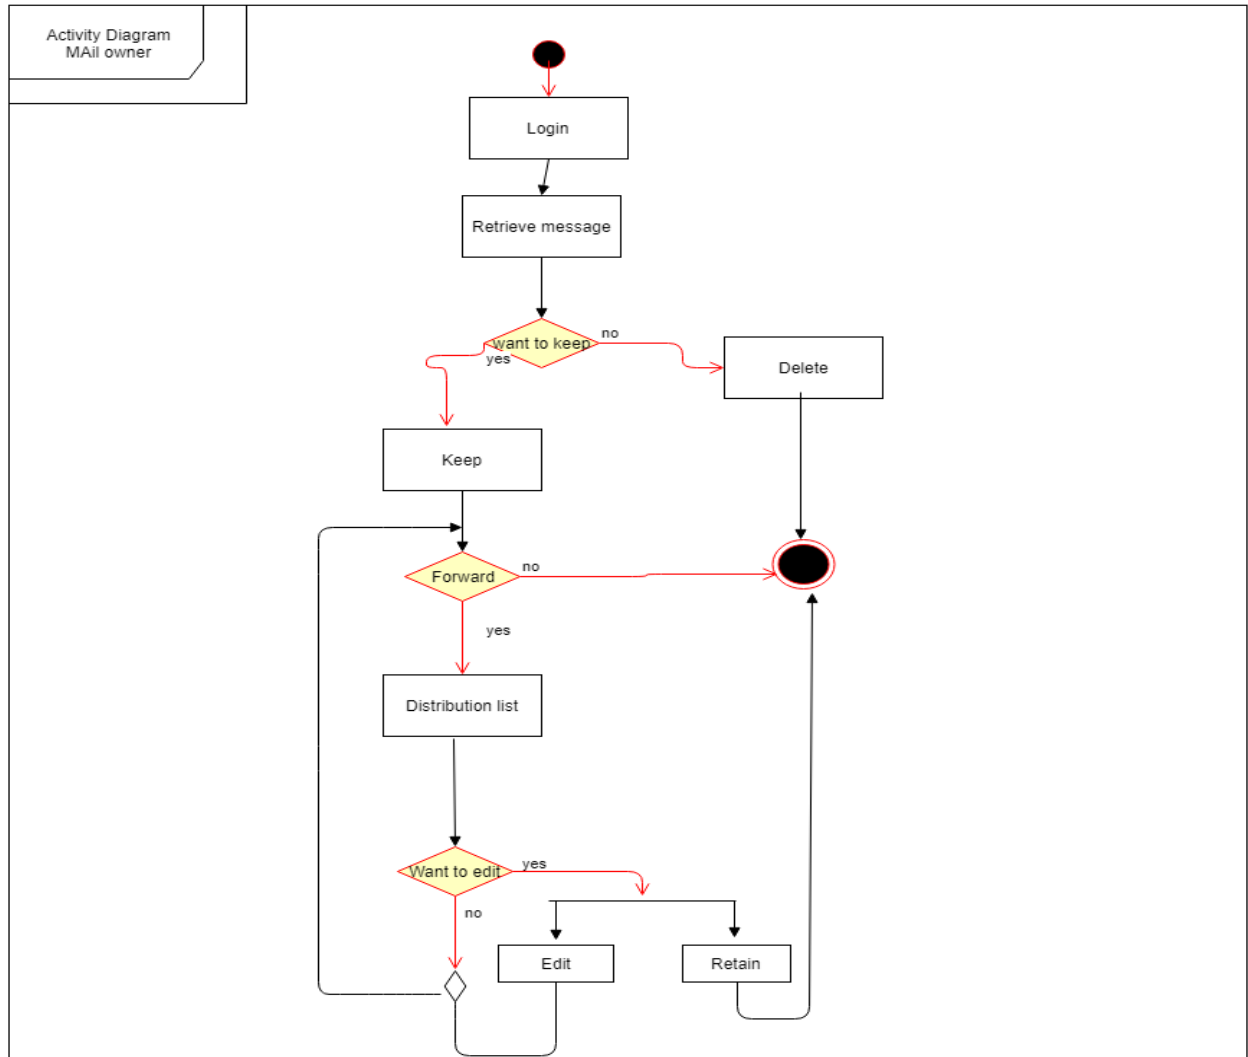 Activity Diagram
MAil owner
Login
Retrieve message
want to keep
no
yes
Delete
Keep
Forward
no
yes
Distribution list
Want to edit
yes
no
Edit
Retain